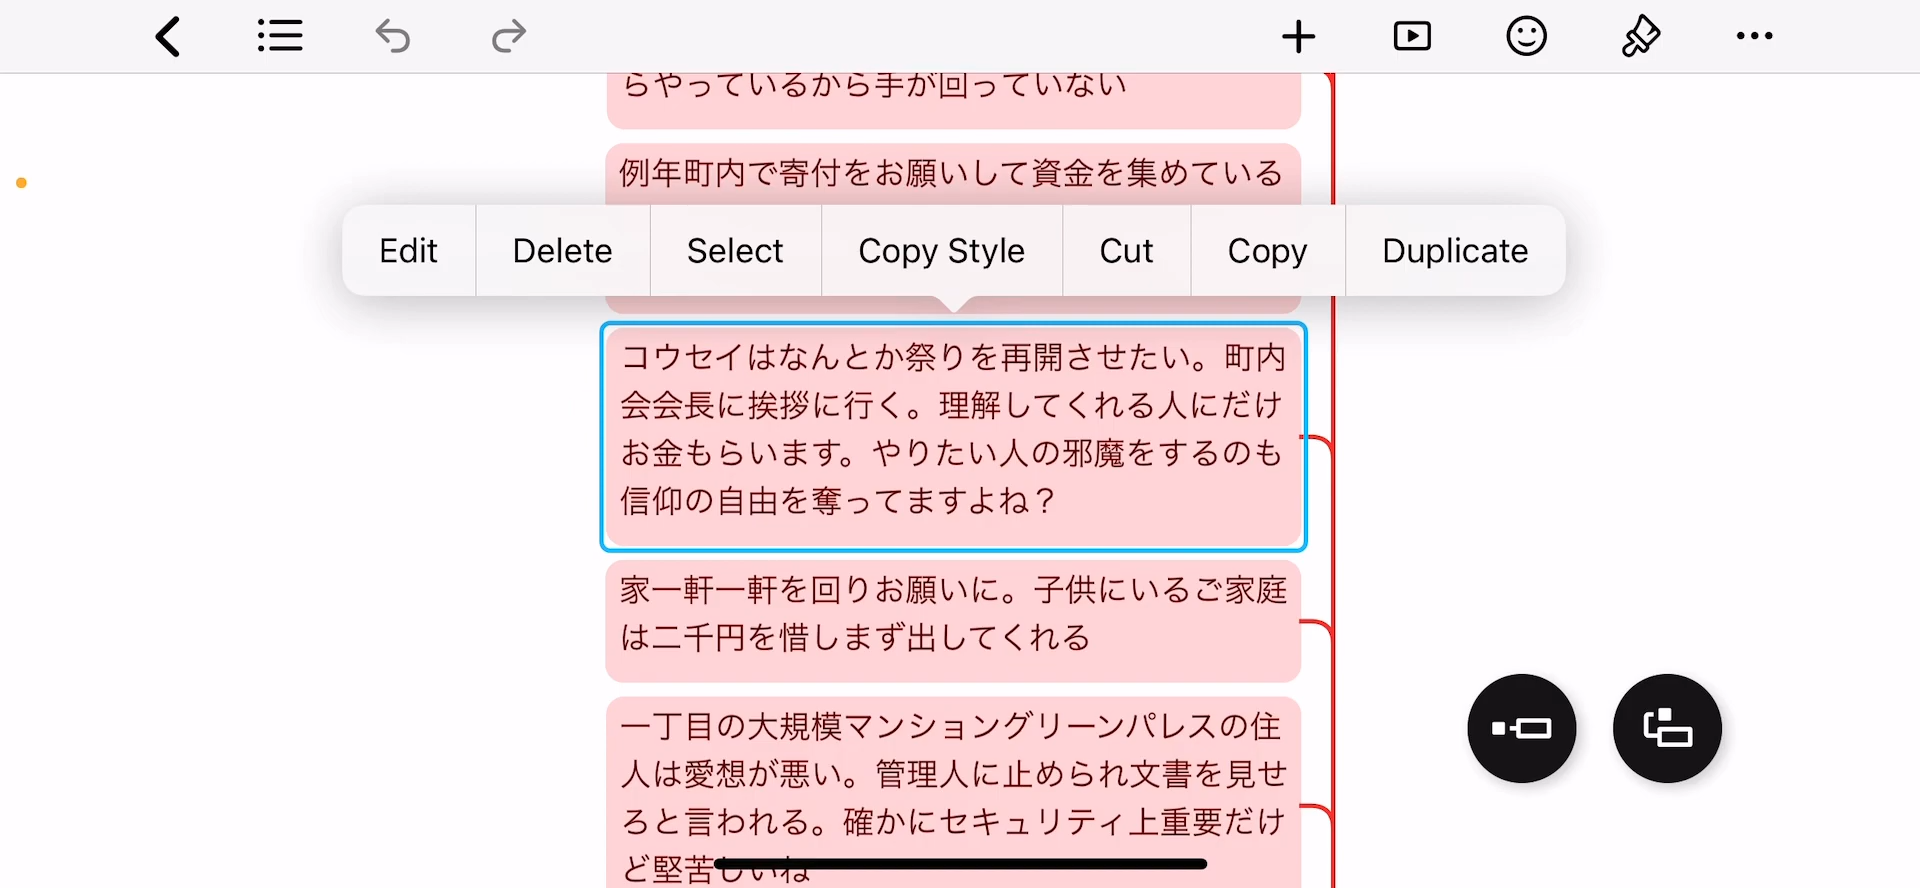 らやっているから手が回っていない
例年町内で寄付をお願いして資金を集めている
Edit
Delete
Select
Copy Style
Cut
Copy
Duplicate
コウセイはなんとか祭りを再開させたい。町内
会会長に挨拶に行く。理解してくれる人にだけ
お金もらいます。やりたい人の邪魔をするのも
信仰の自由を奪ってますよね？
家一軒一軒を回りお願いに。子供にいるご家庭
は二千円を惜しまず出してくれる
一丁目の大規模マンショングリーンパレスの住
人は愛想が悪い。管理人に止められ文書を見せ
ろと言われる。確かにセキュリティ上重要だけ
ど堅苦しいね